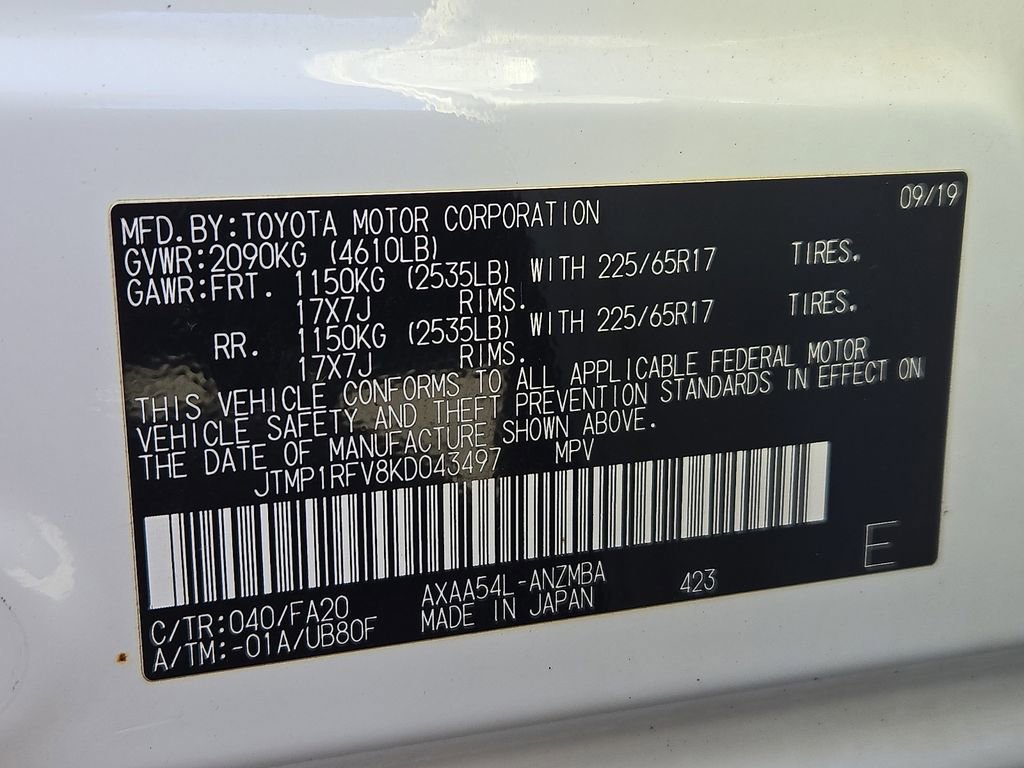 09/19
MFD.BY:TOYOTA MOTOR CORPORATION
GVWR:2090KG (4610LB)
GAWR:FRT. 1150KG (2535LB) WITH 225/65R17 TIRES.
17X7J RIMS.
RR. 1150KG (2535LB) WITH 225/65R17 TIRES.
17X7J RIMS.
THIS VEHICLE CONFORMS TO ALL APPLICABLE FEDERAL MOTOR
VEHICLE SAFETY AND THEFT PREVENTION STANDARDS IN EFFECT ON
THE DATE OF MANUFACTURE SHOWN ABOVE.
JTMP1RFV8KD043497 MPV
E
C/TR:040/FA20 AXAA54L-ANZMBA 423
A/TM:-01A/UB80F MADE IN JAPAN